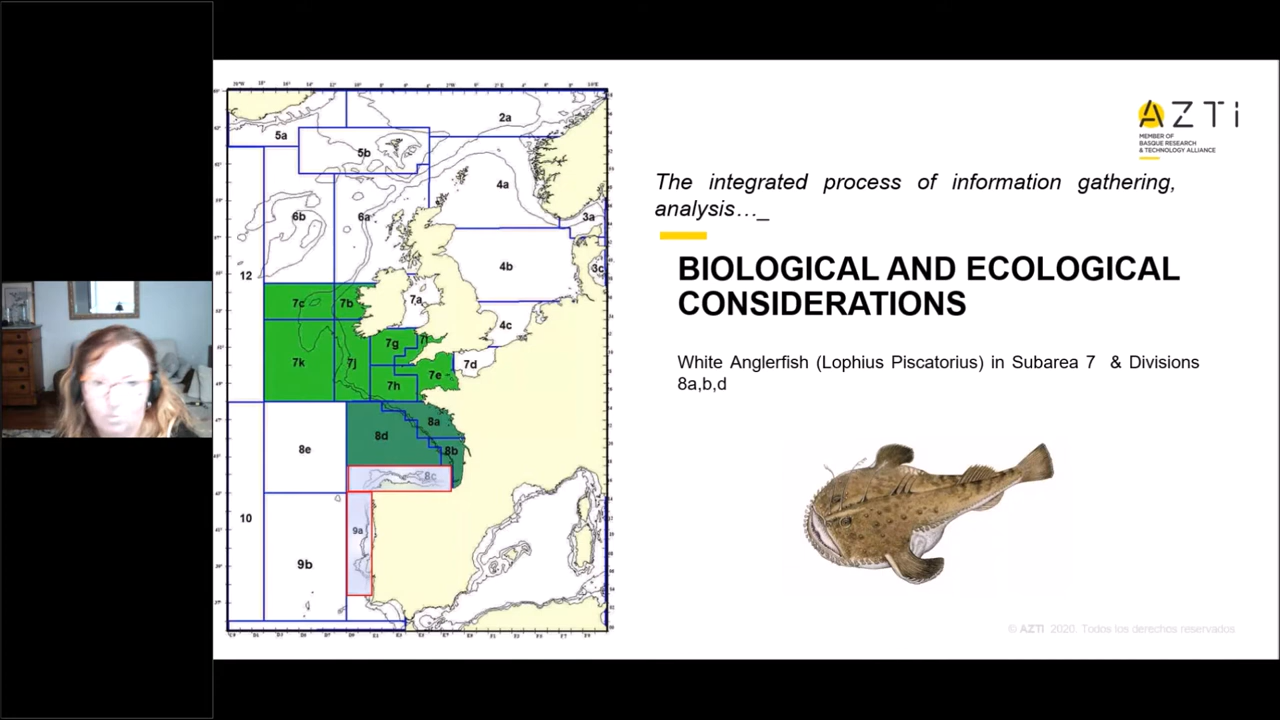 AZTi
MEMBER OF
BASQUE RESEARCH
& TECHNOLOGY ALLIANCE
The integrated process of information gathering,
analysis…_
BIOLOGICAL AND ECOLOGICAL
CONSIDERATIONS
White Anglerfish (Lophius Piscatorius) in Subarea 7 & Divisions
8a,b,d
2a
5a
5b
4a
3a
6b
6a
4b
3c
12
7c
7b
7a
4c
7g
7f
7k
7j
7d
7e
7h
8a
8d
8e
8b
8c
10
9a
9b
© AZTI 2020. Todos los derechos reservados